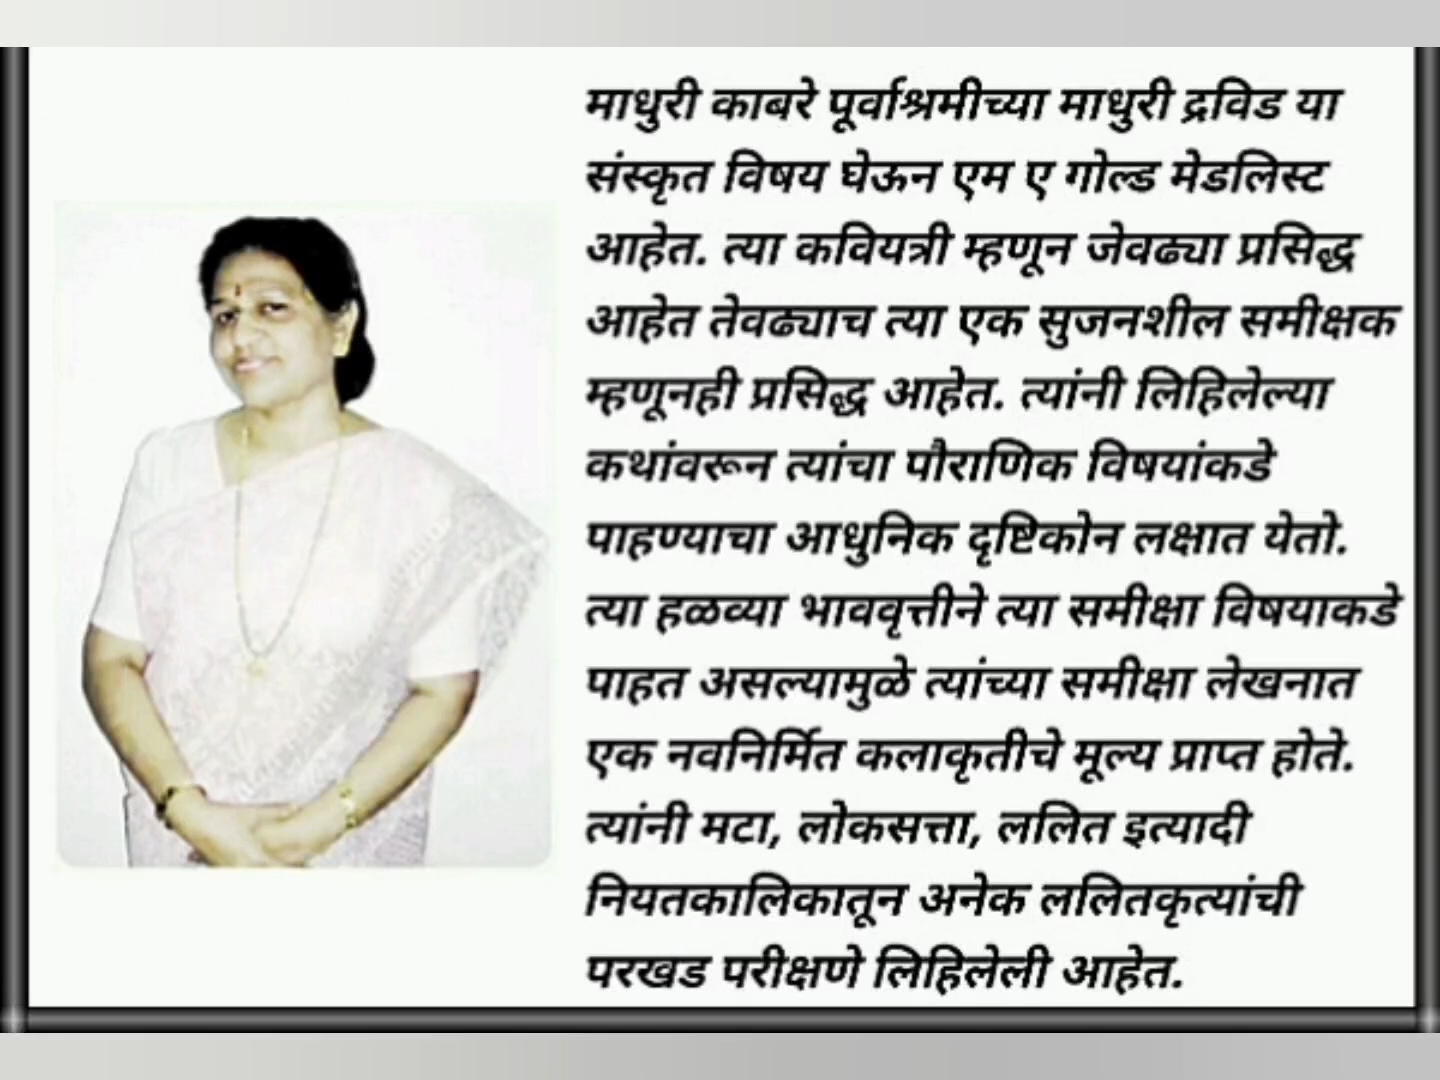 माधुरी काबरे पूर्वाश्रमीच्या माधुरी द्रविड या
संस्कृत विषय घेऊन एम ए गोल्ड मेडलिस्ट
आहेत. त्या कवियत्री म्हणून जेवढ्या प्रसिद्ध
आहेत तेवढ्याच त्या एक सुजनशील समीक्षक
म्हणूनही प्रसिद्ध आहेत. त्यांनी लिहिलेल्या
कथांवरून त्यांचा पौराणिक विषयांकडे
पाहण्याचा आधुनिक दृष्टिकोन लक्षात येतो.
त्या हळव्या भाववृत्तीने त्या समीक्षा विषयाकडे
पाहत असल्यामुळे त्यांच्या समीक्षा लेखनात
एक नवनिर्मित कलाकृतीचे मूल्य प्राप्त होते.
त्यांनी मटा, लोकसत्ता, ललित इत्यादी
नियतकालिकातून अनेक ललितकृत्यांची
परखड परीक्षणे लिहिलेली आहेत.